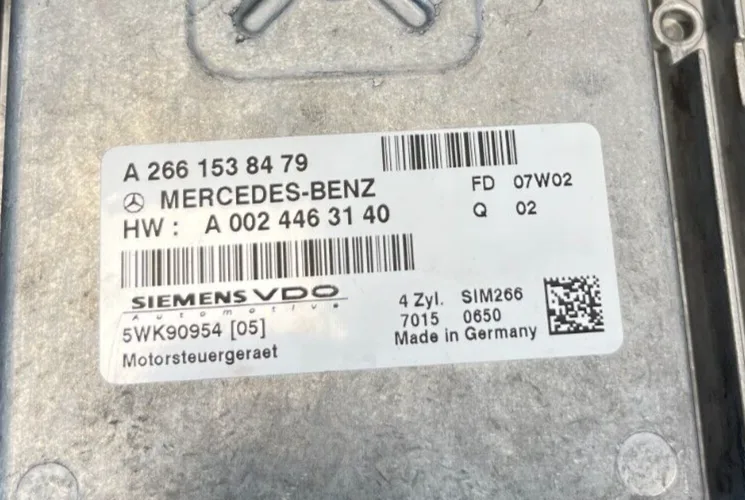 A 266 153 84 79
MERCEDES-BENZ
HW : A 002 446 31 40
FD 07W02
Q 02
SIEMENS VDO
Automotive
5WK90954 [05]
Motorsteuergeraet
4 Zyl. SIM266
7015 0650
Made in Germany